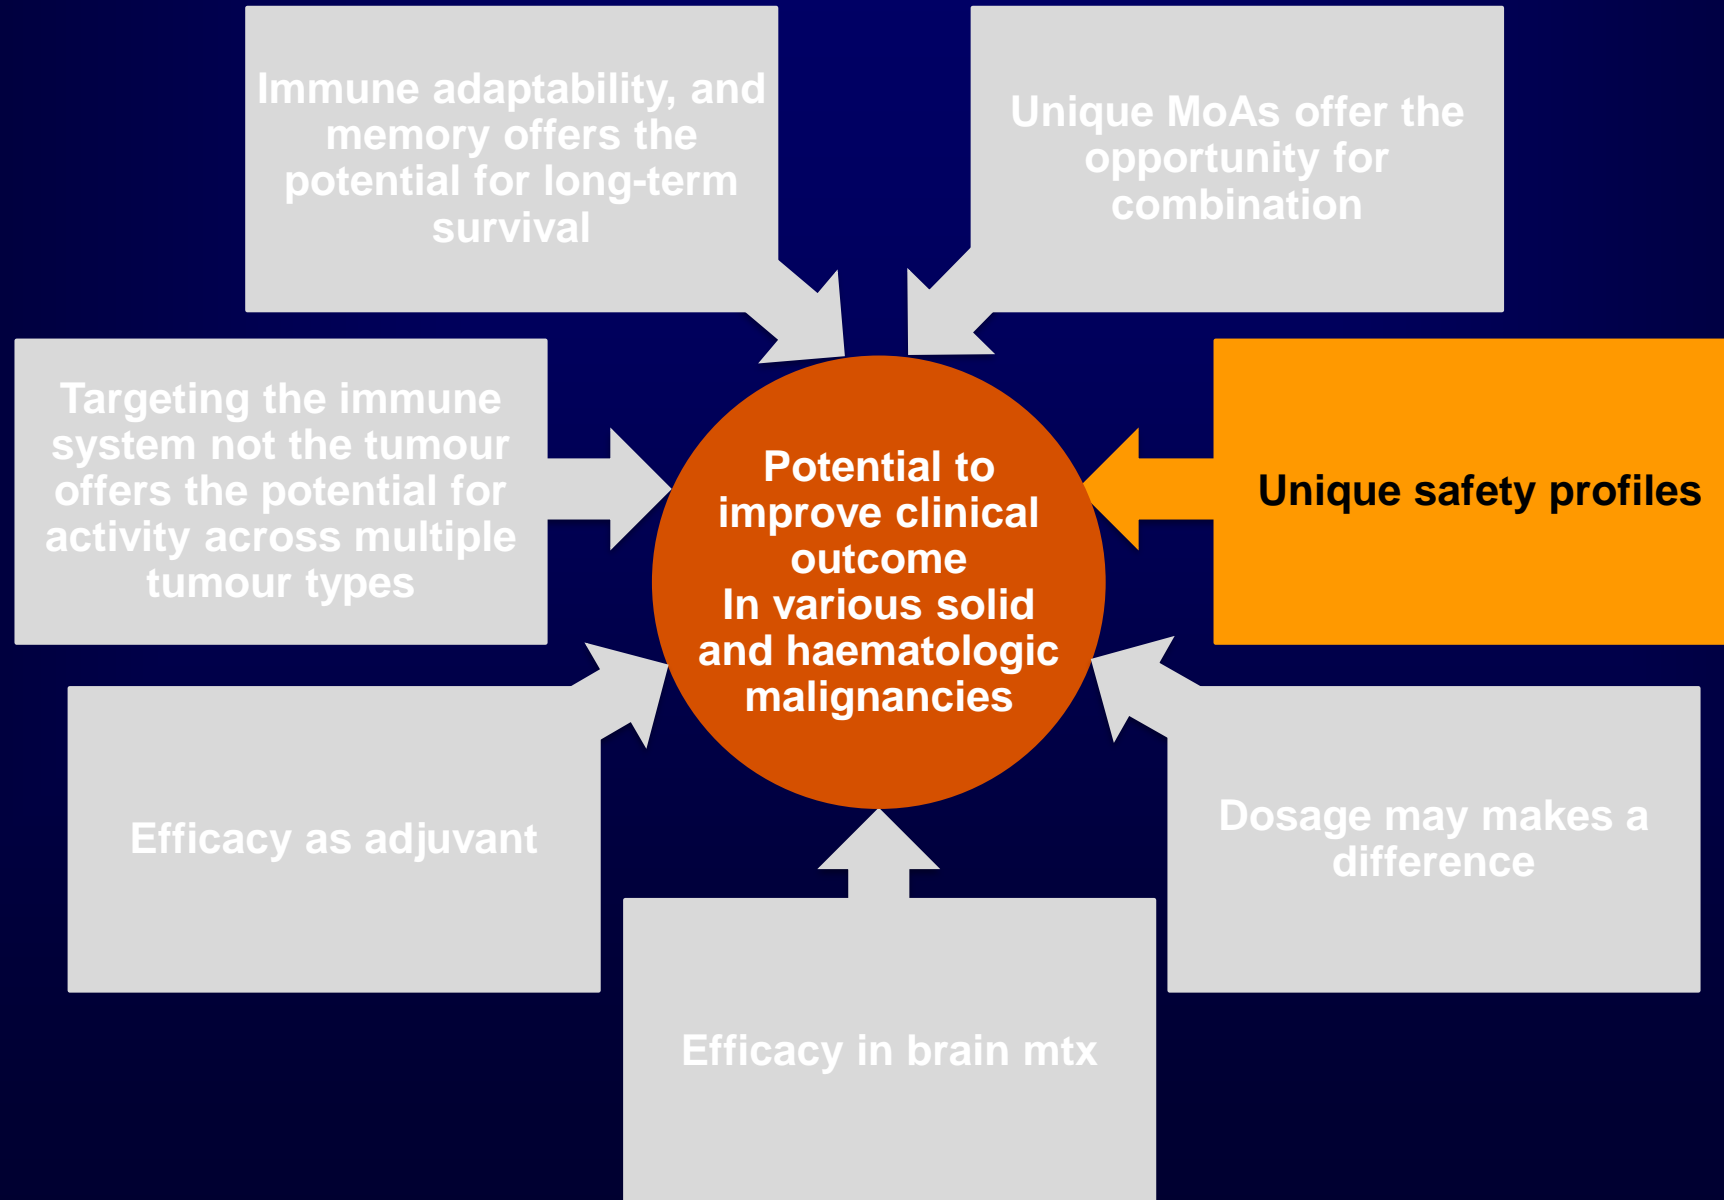 Immune adaptability, and
memory offers the
potential for long-term
survival
Unique MoAs offer the
opportunity for
combination
Targeting the immune
system not the tumour
offers the potential for
activity across multiple
tumour types
Potential to
improve clinical
outcome
In various solid
and haematologic
malignancies
Unique safety profiles
Efficacy as adjuvant
Dosage may makes a
difference
Efficacy in brain mtx